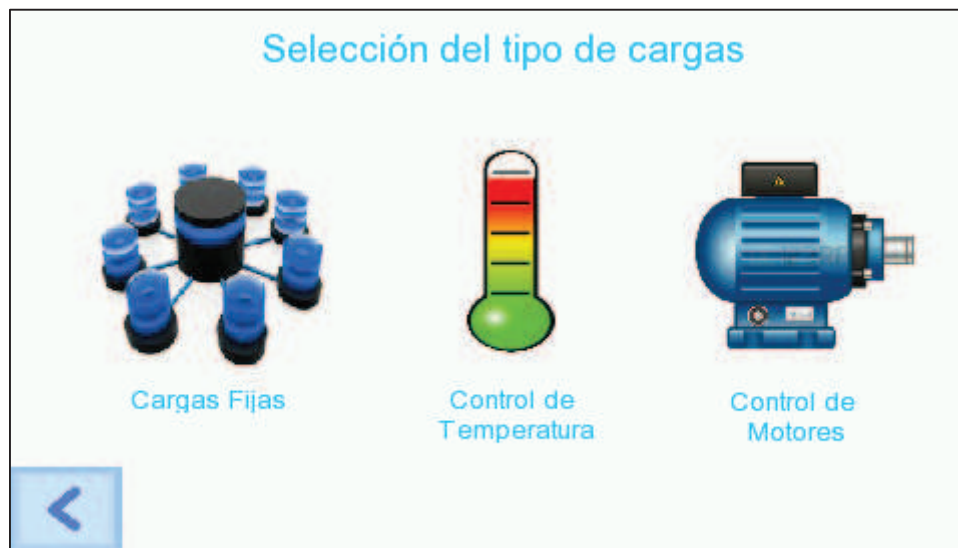 Selección del tipo de cargas
Cargas Fijas
Control de
Temperatura
Control de
Motores